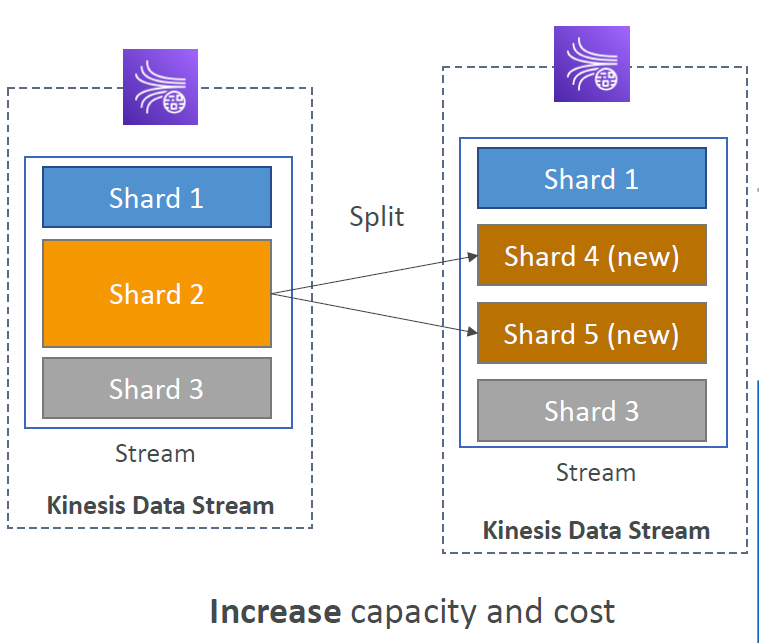 Shard 1
Shard 2
Shard 3
Stream
Kinesis Data Stream
Split
Shard 1
Shard 4 (new)
Shard 5 (new)
Shard 3
Stream
Kinesis Data Stream
Increase capacity and cost